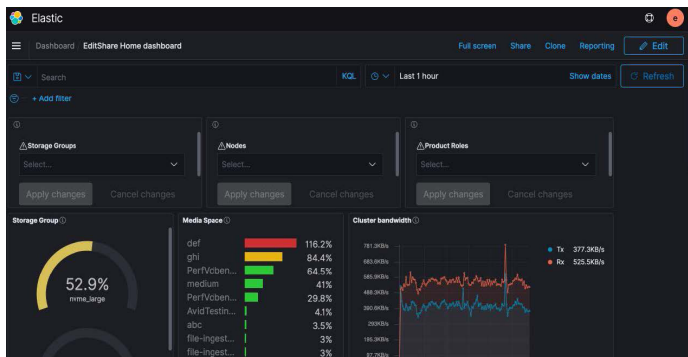 Elastic
e
Dashboard EditShare Home dashboard
Full screen Share Clone Reporting Edit
Search KQL Last 1 hour Show dates Refresh
+ Add filter
Storage Groups
Select...
Apply changes Cancel changes
Nodes
Select...
Apply changes Cancel changes
Product Roles
Select...
Apply changes Cancel changes
Storage Group
52.9%
nvme_large
Media Space
def 116.2%
ghi 84.4%
PerfVcben... 64.5%
medium 41%
PerfVcben... 29.8%
AvidTestin... 4.1%
abc 3.5%
file-ingest... 3%
file-ingest... 3%
Cluster bandwidth
781.3KB/s
683.6KB/s
585.9KB/s
488.3KB/s
390.6KB/s
293KB/s
195.3KB/s
97.7KB/s
Tx 377.3KB/s
Rx 525.5KB/s